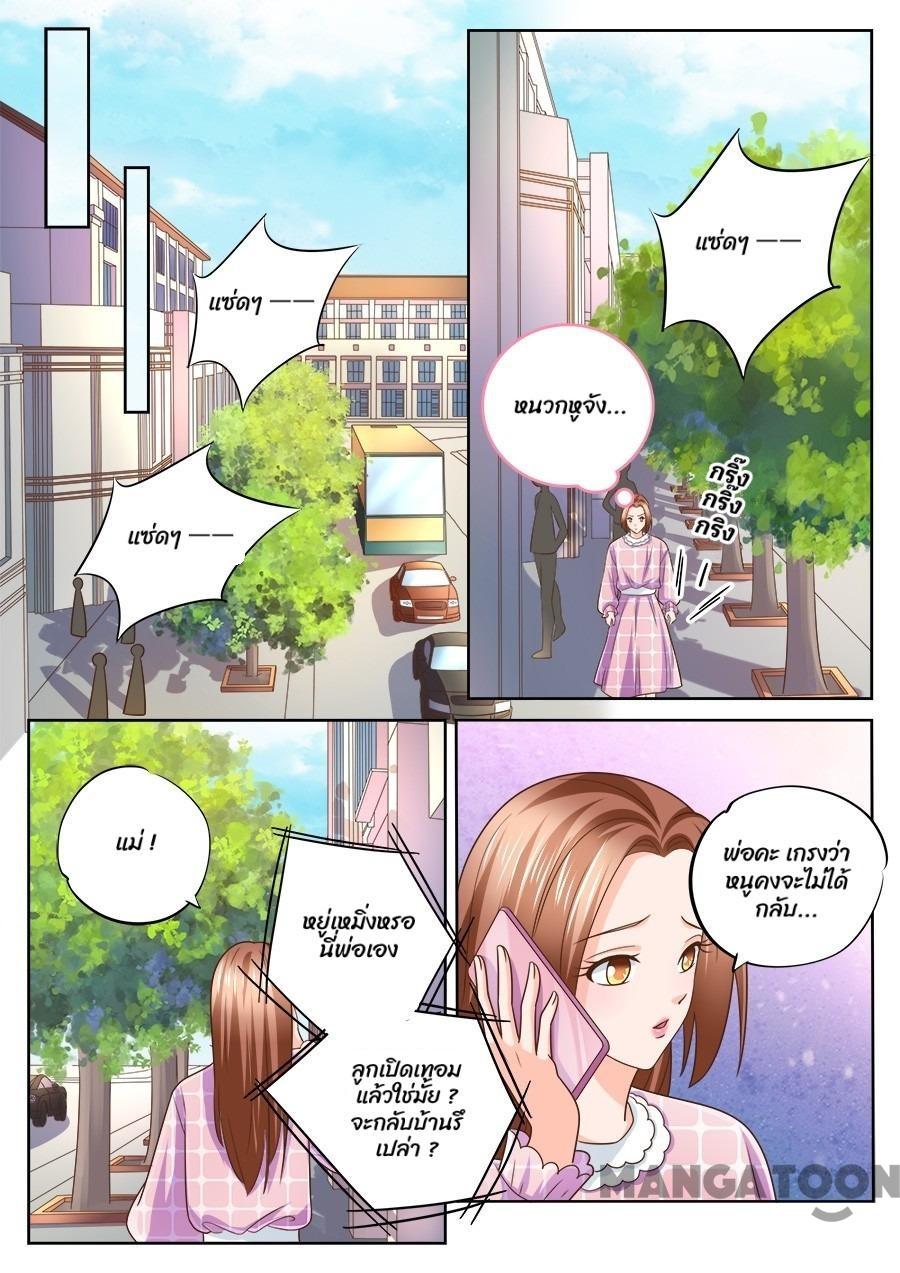 แซ่ดๆ ——
แซ่ดๆ ——
แซ่ดๆ ——
หนวกหูจัง...
กริ๊ง
กริ๊ง
กริง
แม่ !
หยู่เหมิ่งหรอ
นี่พ่อเอง
ลูกเปิดเทอม
แล้วใช่มั้ย ?
จะกลับบ้านรึ
เปล่า ?
พ่อคะ เกรงว่า
หนูคงจะไม่ได้
กลับ...
MANGATOON